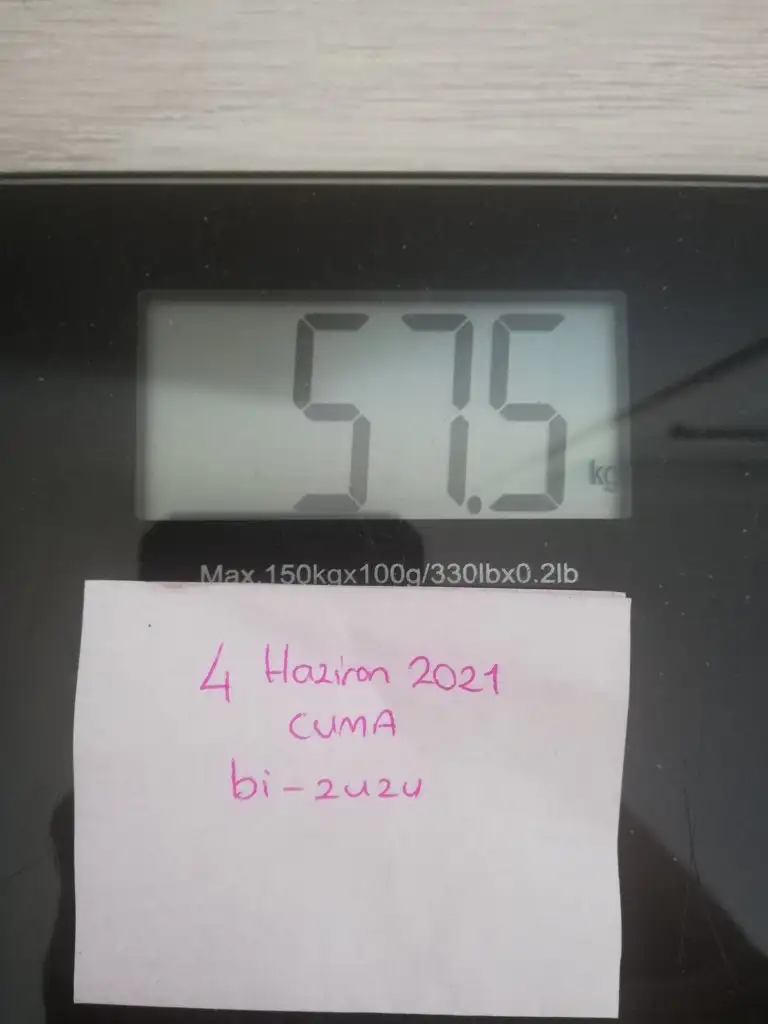 57.5
kg
Max.150kgx100g/330lbx0.2lb
4 Haziran 2021
CUMA
bi-zuzu